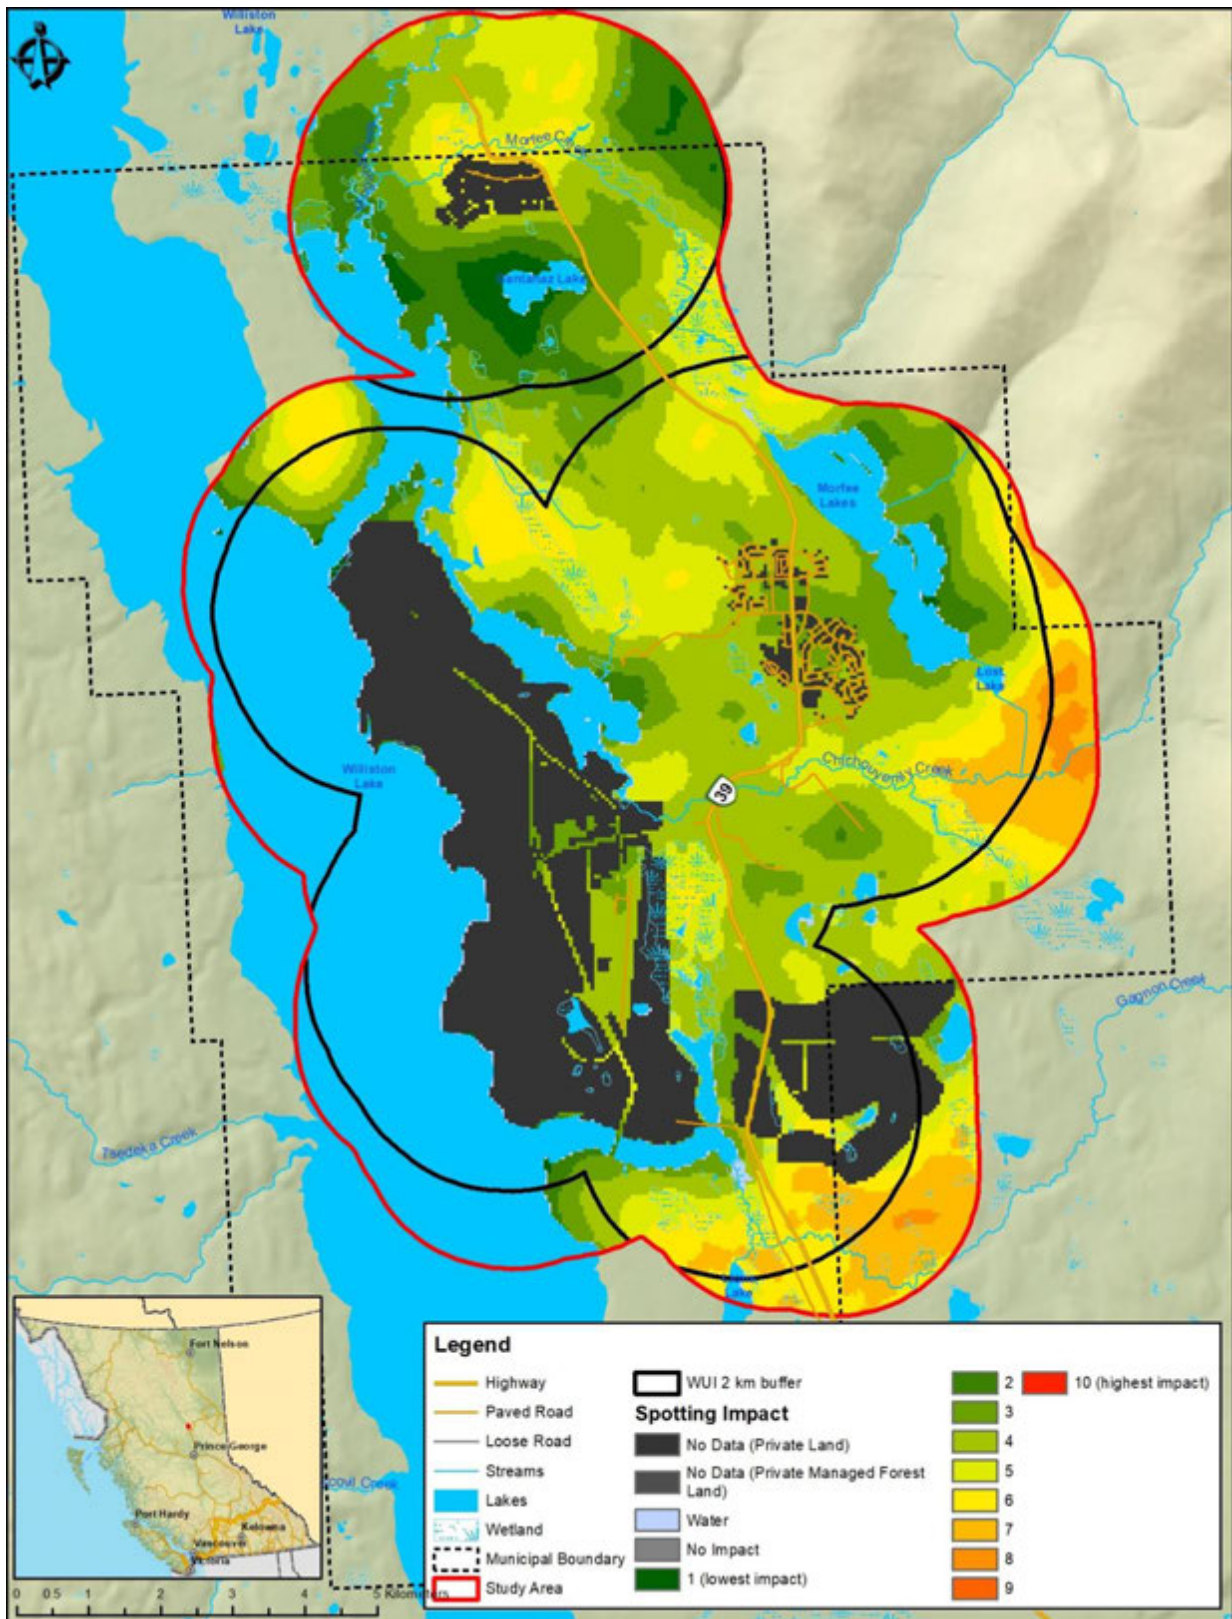 Williston
Lake
Morfee C
Gantahaz Lake
Morfee
Lakes
Lost
Lake
Williston
Lake
Chichouyenily Creek
39
Gagnon Creek
Tsedeka Creek
Lake
Fort Nelson
Prince George
Port Hardy
Kelowna
Vancouver
Victoria
Creek
0 0.5 1 2 3 4 5 Kilometers
Legend
Highway
Paved Road
Loose Road
Streams
Lakes
Wetland
Municipal Boundary
Study Area
WUI 2 km buffer
Spotting Impact
No Data (Private Land)
No Data (Private Managed Forest
Land)
Water
No Impact
1 (lowest impact)
2
3
4
5
6
7
8
9
10 (highest impact)